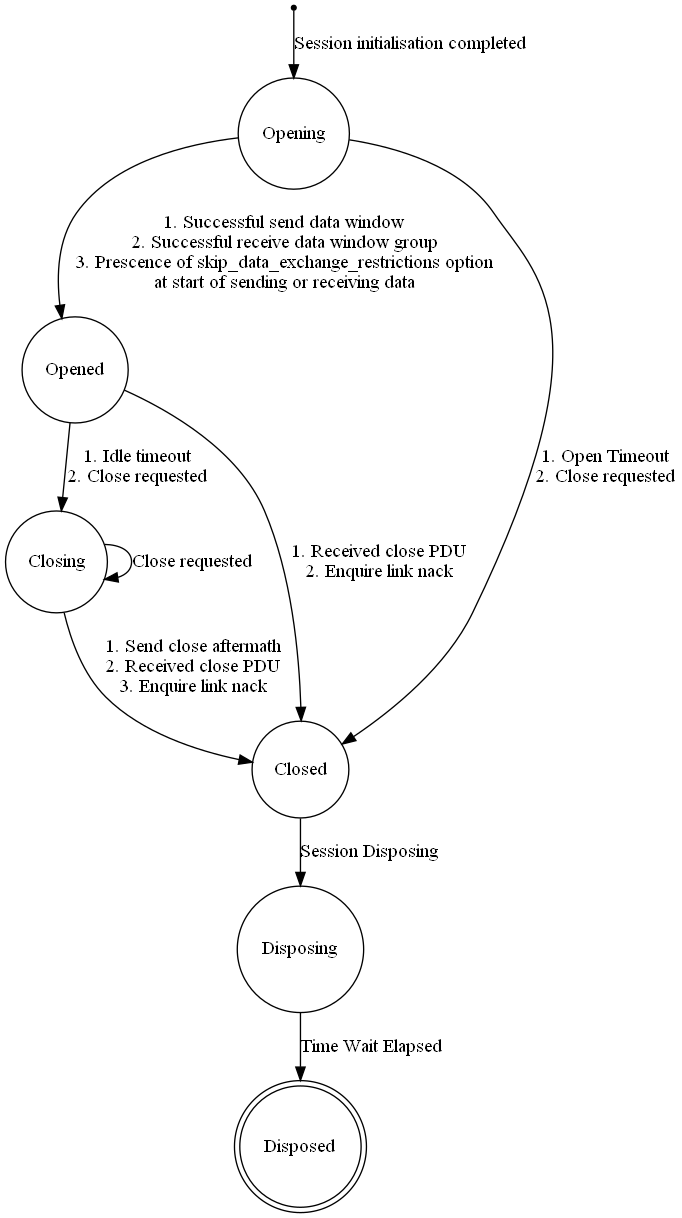 Session initialisation completed
Opening
1. Successful send data window
2. Successful receive data window group
3. Prescence of skip_data_exchange_restrictions option
at start of sending or receiving data
Opened
1. Idle timeout
2. Close requested
1. Open Timeout
2. Close requested
Closing
Close requested
1. Received close PDU
2. Enquire link nack
1. Send close aftermath
2. Received close PDU
3. Enquire link nack
Closed
Session Disposing
Disposing
Time Wait Elapsed
Disposed